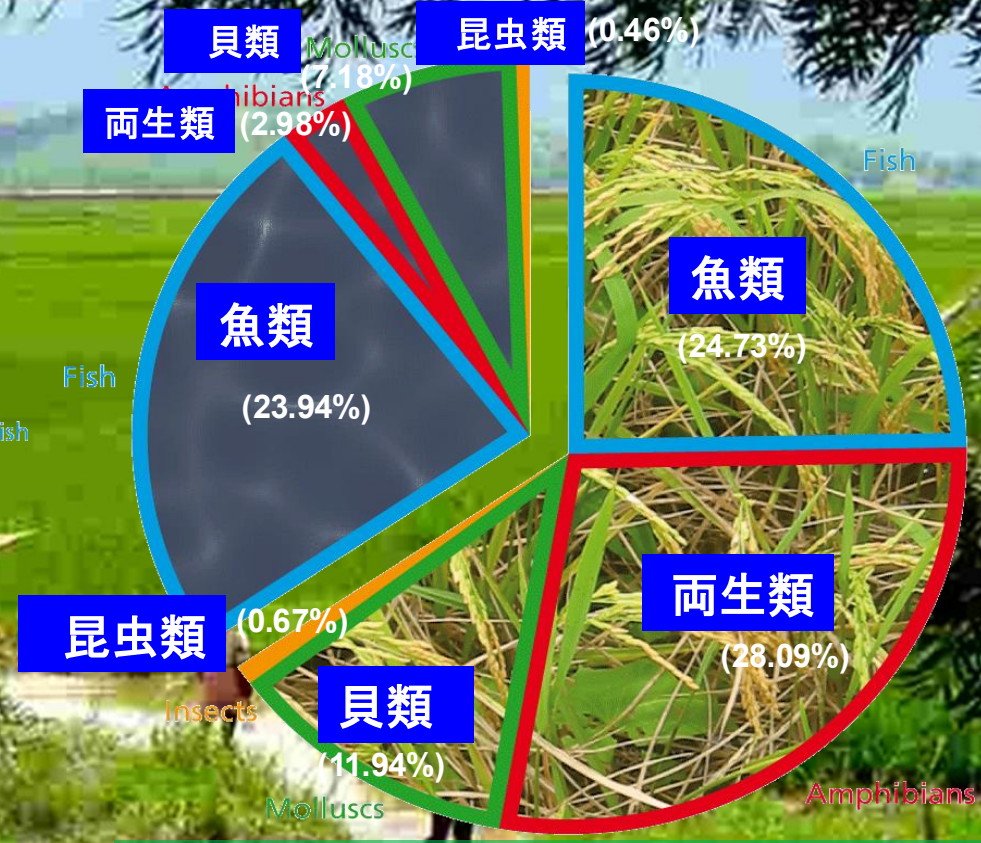 貝類
Molluscs
(7.18%)
昆虫類
(0.46%)
両生類
Amphibians
(2.98%)
Fish
魚類
(24.73%)
魚類
(23.94%)
Fish
ish
両生類
(28.09%)
Amphibians
昆虫類
(0.67%)
Insects
貝類
(11.94%)
Molluscs